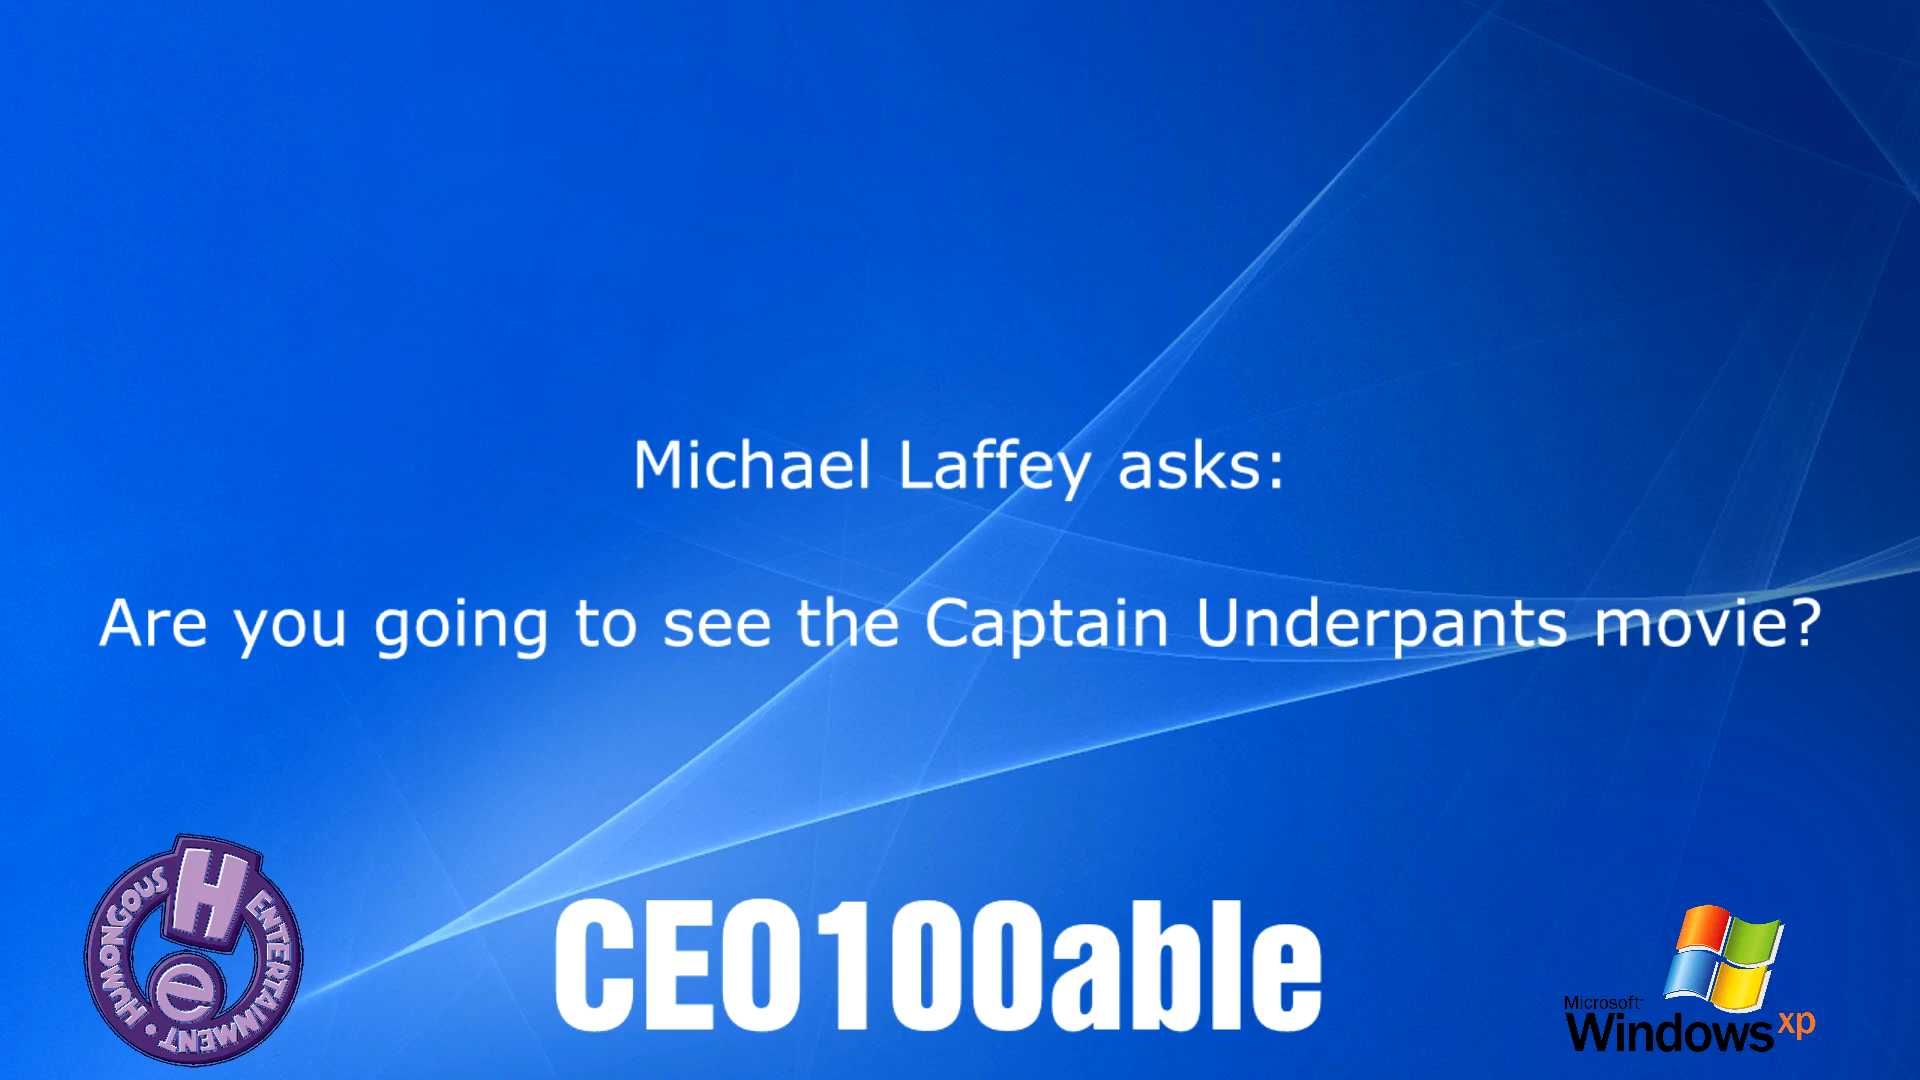 Michael Laffey asks:
Are you going to see the Captain Underpants movie?
HUMONGOUS ENTERTAINMENT
H
e
CEO100able
Microsoft
Windows xp